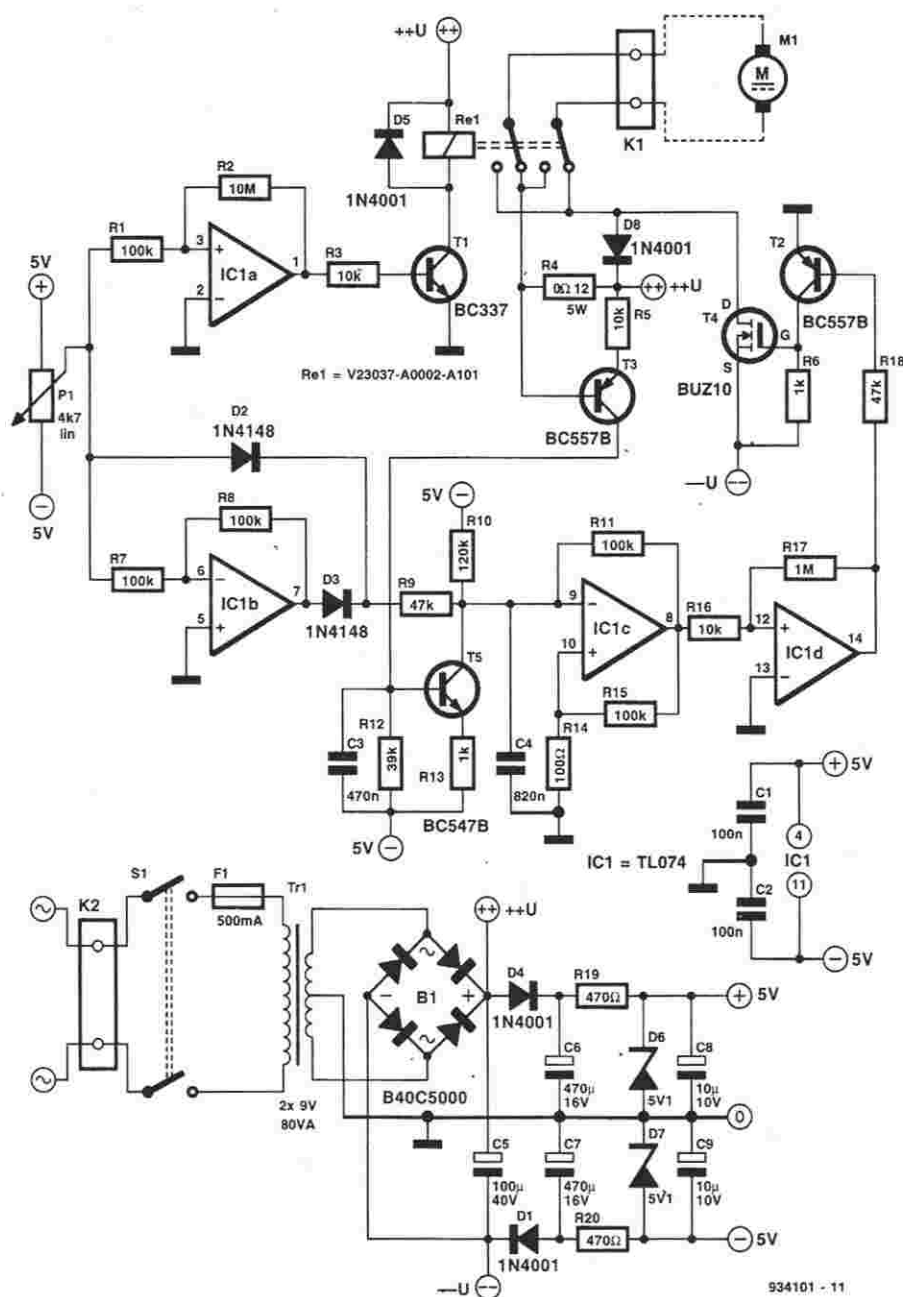 ++U
++
K1
M1
M
D5
Re1
1N4001
R1
100k
R2
10M
3
+
2
−
IC1a
1
R3
10k
T1
BC337
Re1 = V23037-A0002-A101
D8
1N4001
R4
0Ω 12
5W
++
++U
R5
10k
T3
BC557B
T2
BC557B
D
T4
G
S
BUZ10
R6
1k
R18
47k
—U
−−
5V
+
P1
4k7
lin
−
5V
D2
1N4148
R7
100k
R8
100k
6
−
5
+
IC1b
7
D3
1N4148
R9
47k
5V
−
R10
120k
T5
BC547B
C3
470n
R12
39k
R13
1k
−
5V
C4
820n
R11
100k
9
−
10
+
IC1c
8
R15
100k
R14
100Ω
R16
10k
R17
1M
12
+
13
−
IC1d
14
IC1 = TL074
C1
100n
C2
100n
+
5V
4
IC1
11
−
5V
K2
S1
F1
500mA
Tr1
2x 9V
80VA
~
~
~
−
B1
+
~
B40C5000
++
++U
D4
1N4001
R19
470Ω
+
5V
C6
470µ
16V
D6
5V1
C8
10µ
10V
0
C5
100µ
40V
C7
470µ
16V
D7
5V1
C9
10µ
10V
D1
1N4001
R20
470Ω
−
5V
—U
−−
934101 - 11